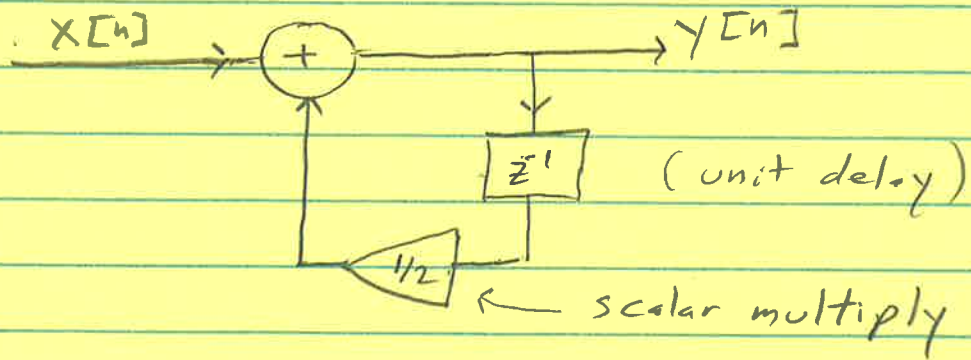 x[n]
+
y[n]
z⁻¹
(unit delay)
1/2
scalar multiply